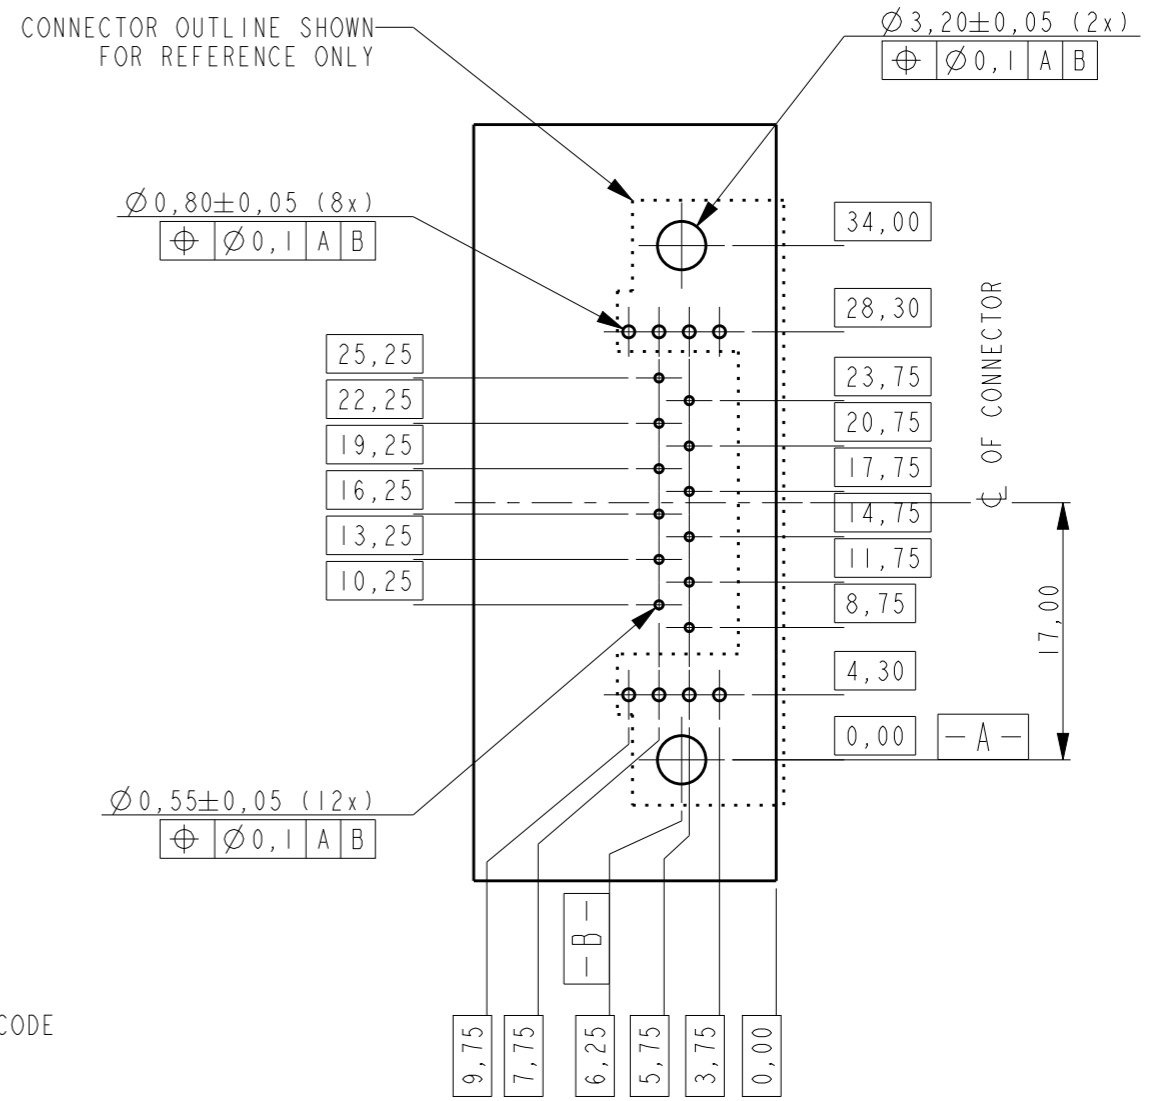 CONNECTOR OUTLINE SHOWN
FOR REFERENCE ONLY
Ø3,20±0,05 (2x)
⌖ Ø0,1 A B
Ø0,80±0,05 (8x)
⌖ Ø0,1 A B
34,00
28,30
25,25
22,25
19,25
16,25
13,25
10,25
23,75
20,75
17,75
14,75
11,75
8,75
4,30
0,00
-A-
℄ OF CONNECTOR
17,00
Ø0,55±0,05 (12x)
⌖ Ø0,1 A B
-B-
9,75
7,75
6,25
5,75
3,75
0,00
CODE